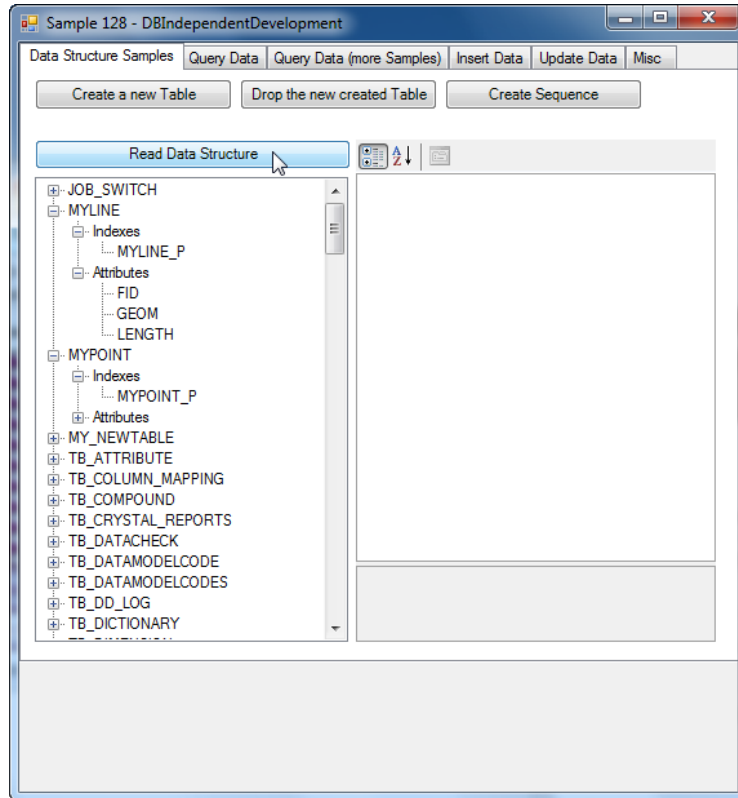 Sample 128 - DBIndependentDevelopment
Data Structure Samples Query Data Query Data (more Samples) Insert Data Update Data Misc
Create a new Table Drop the new created Table Create Sequence
Read Data Structure
JOB_SWITCH
MYLINE
Indexes
MYLINE_P
Attributes
FID
GEOM
LENGTH
MYPOINT
Indexes
MYPOINT_P
Attributes
MY_NEWTABLE
TB_ATTRIBUTE
TB_COLUMN_MAPPING
TB_COMPOUND
TB_CRYSTAL_REPORTS
TB_DATACHECK
TB_DATAMODELCODE
TB_DATAMODELCODES
TB_DD_LOG
TB_DICTIONARY